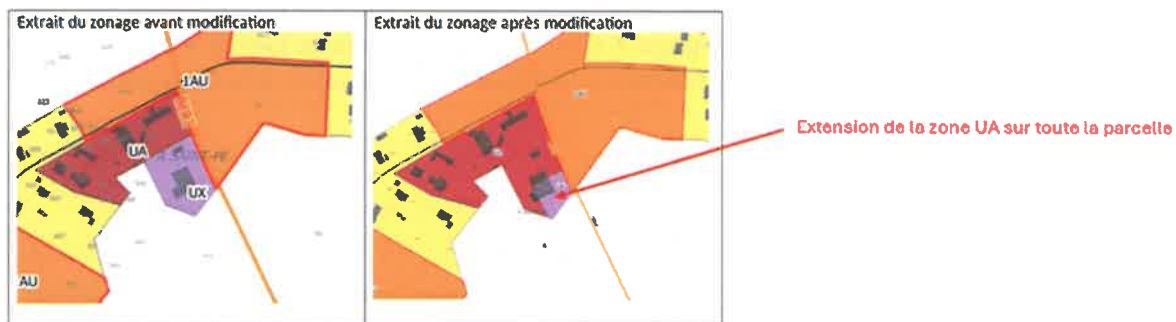 Extrait du zonage avant modification
Extrait du zonage après modification
1AU
UA
UX
AU
Extension de la zone UA sur toute la parcelle